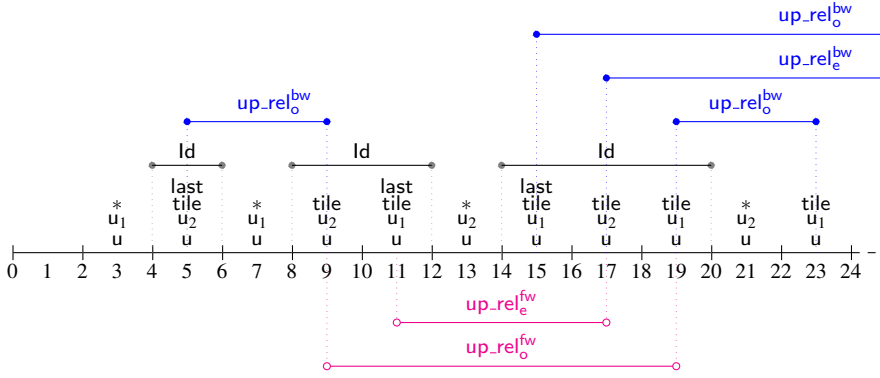 up_rel_o^bw
up_rel_e^bw
up_rel_o^bw up_rel_o^bw
Id Id Id
last last last
* tile * tile tile * tile tile tile * tile
u₁ u₂ u₁ u₂ u₁ u₂ u₁ u₂ u₁ u₂ u₁
u u u u u u u u u u u
0 1 2 3 4 5 6 7 8 9 10 11 12 13 14 15 16 17 18 19 20 21 22 23 24
up_rel_e^fw
up_rel_o^fw